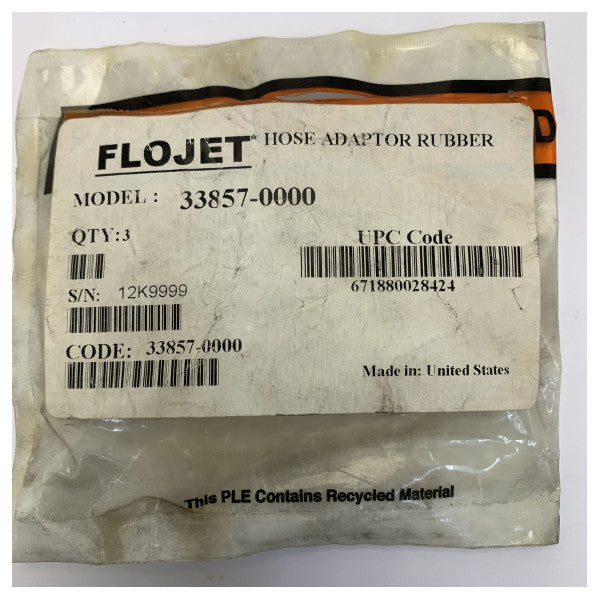 FLOJET* HOSE ADAPTOR RUBBER
MODEL : 33857-0000
QTY:3
UPC Code
671880028424
S/N: 12K9999
CODE: 33857-0000
Made in: United States
This PLE Contains Recycled Material